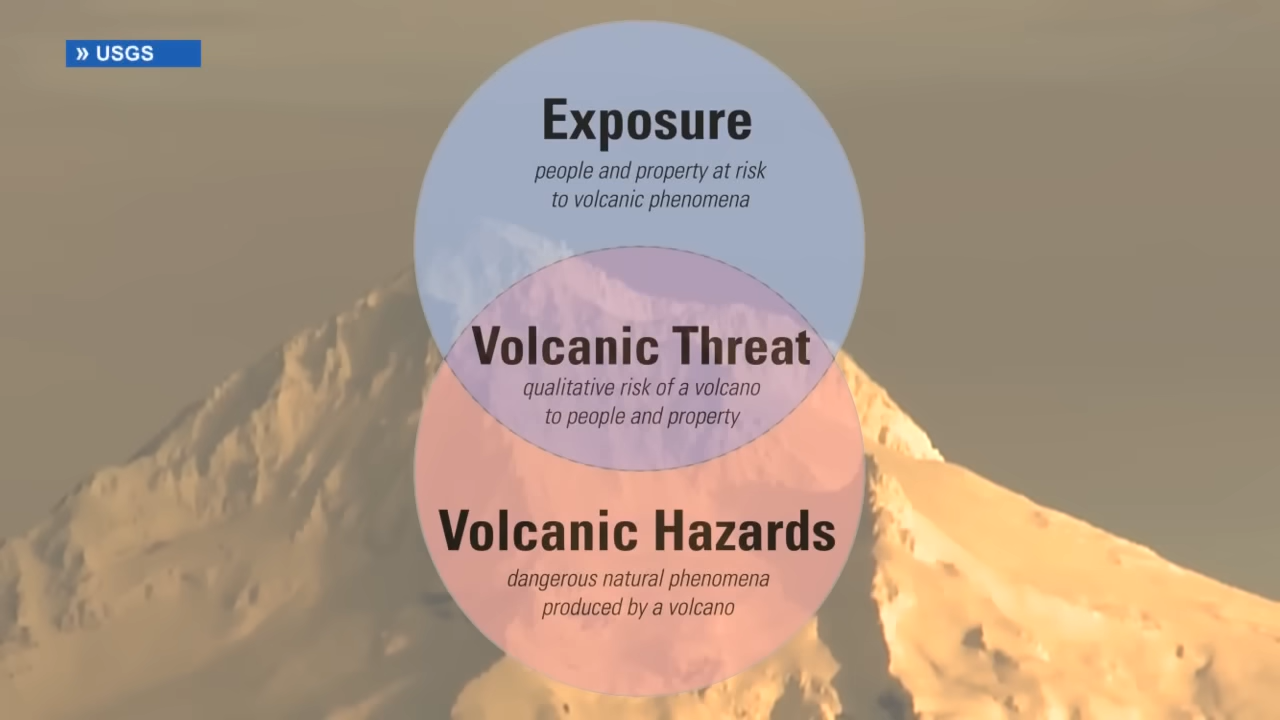 » USGS
Exposure
people and property at risk
to volcanic phenomena
Volcanic Threat
qualitative risk of a volcano
to people and property
Volcanic Hazards
dangerous natural phenomena
produced by a volcano